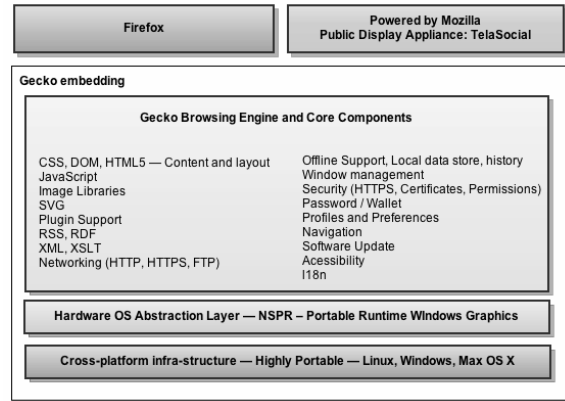 Firefox
Powered by Mozilla
Public Display Appliance: TelaSocial
Gecko embedding
Gecko Browsing Engine and Core Components
CSS, DOM, HTML5 — Content and layout
JavaScript
Image Libraries
SVG
Plugin Support
RSS, RDF
XML, XSLT
Networking (HTTP, HTTPS, FTP)
Offline Support, Local data store, history
Window management
Security (HTTPS, Certificates, Permissions)
Password / Wallet
Profiles and Preferences
Navigation
Software Update
Acessibility
I18n
Hardware OS Abstraction Layer — NSPR – Portable Runtime WIndows Graphics
Cross-platform infra-structure — Highly Portable — Linux, Windows, Max OS X